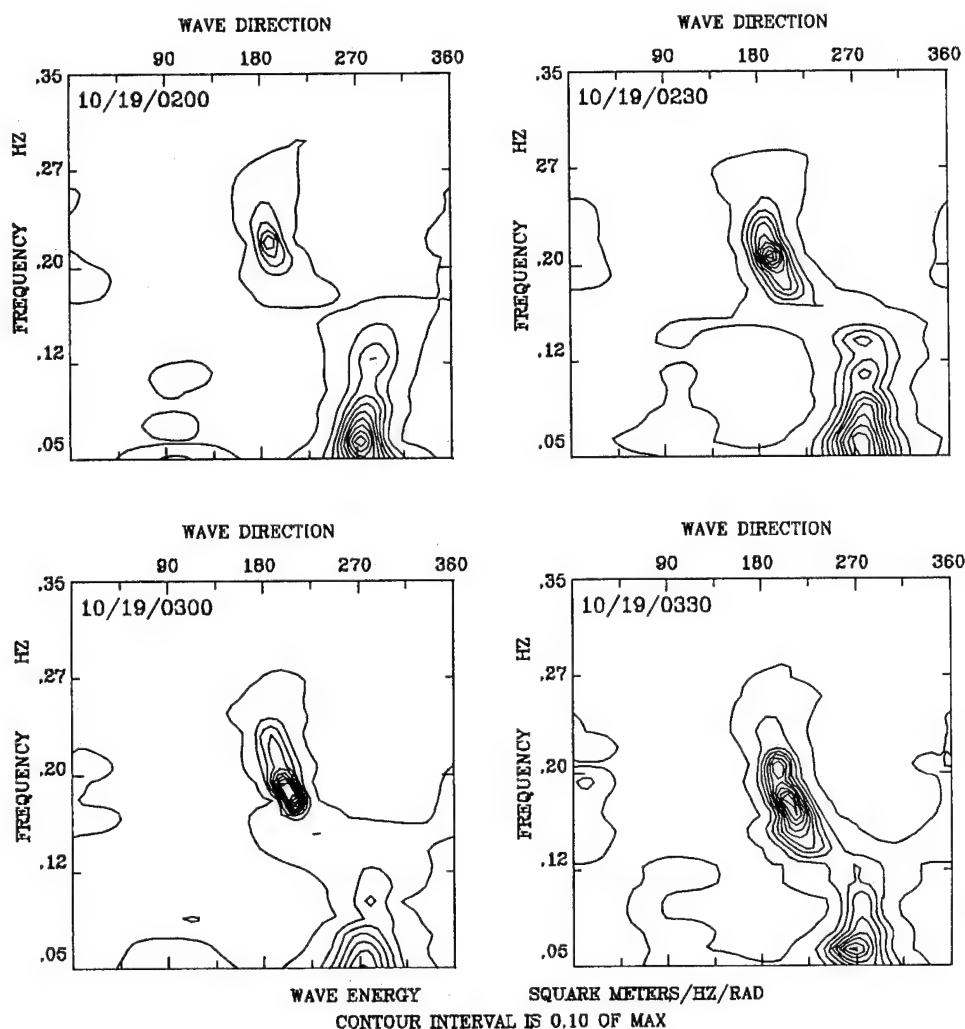 WAVE DIRECTION
90 180 270 360
.35
10/19/0200
HZ
.27
FREQUENCY
.20
.12
.05
WAVE DIRECTION
90 180 270 360
.35
10/19/0230
HZ
.27
FREQUENCY
.20
.12
.05
WAVE DIRECTION
90 180 270 360
.35
10/19/0300
HZ
.27
FREQUENCY
.20
.12
.05
WAVE DIRECTION
90 180 270 360
.35
10/19/0330
HZ
.27
FREQUENCY
.20
.12
.05
WAVE ENERGY SQUARE METERS/HZ/RAD
CONTOUR INTERVAL IS 0.10 OF MAX